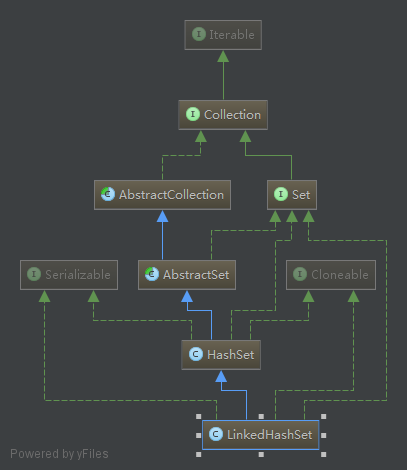 Iterable
Collection
AbstractCollection
Set
Serializable
AbstractSet
Cloneable
HashSet
LinkedHashSet
Powered by yFiles